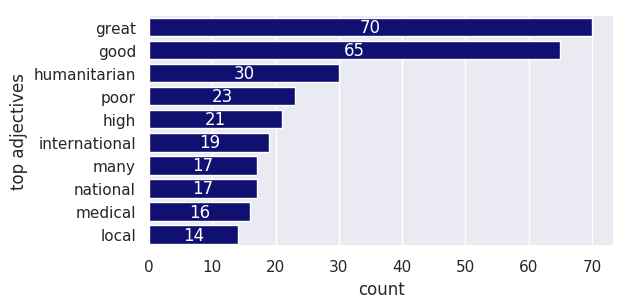 great 70
good 65
humanitarian 30
poor 23
high 21
international 19
many 17
national 17
medical 16
local 14
0 10 20 30 40 50 60 70
count
top adjectives